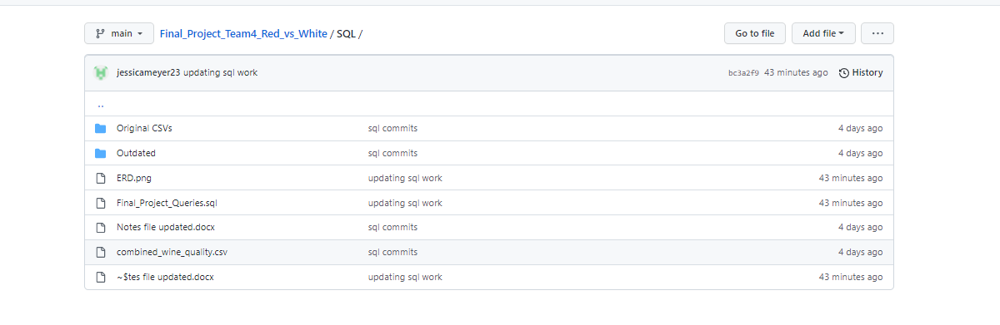 main Final_Project_Team4_Red_vs_White / SQL / Go to file Add file ...
jessicameyer23 updating sql work bc3a2f9 43 minutes ago History
..
Original CSVs sql commits 4 days ago
Outdated sql commits 4 days ago
ERD.png updating sql work 43 minutes ago
Final_Project_Queries.sql updating sql work 43 minutes ago
Notes file updated.docx sql commits 4 days ago
combined_wine_quality.csv sql commits 4 days ago
~$tes file updated.docx updating sql work 43 minutes ago